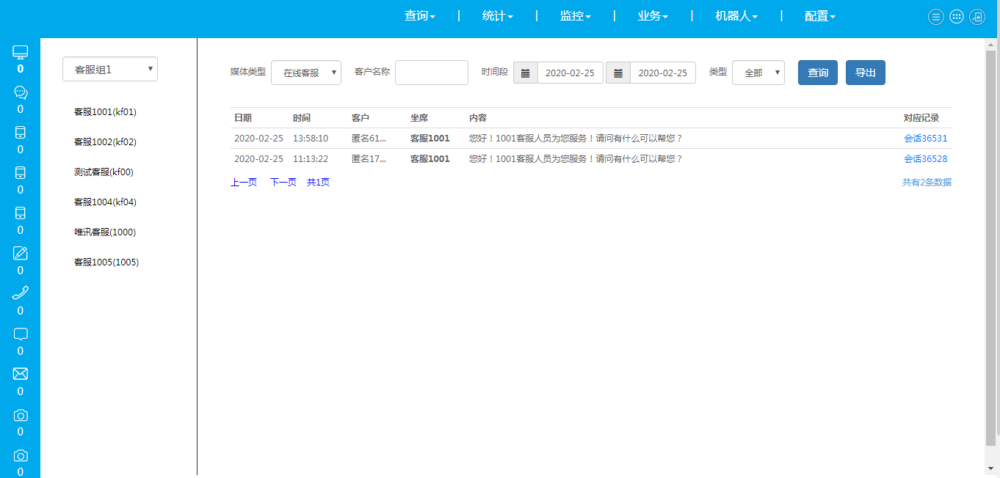 查询 | 统计 | 监控 | 业务 | 机器人 | 配置
0
0
0
0
0
0
0
0
0
0
0
客服组1
客服1001(kf01)
客服1002(kf02)
测试客服(kf00)
客服1004(kf04)
唯讯客服(1000)
客服1005(1005)
媒体类型 在线客服 客户名称 时间段 2020-02-25 2020-02-25 类型 全部 查询 导出
日期 时间 客户 坐席 内容 对应记录
2020-02-25 13:58:10 匿名61... 客服1001 您好！1001客服人员为您服务！请问有什么可以帮您？ 会话36531
2020-02-25 11:13:22 匿名17... 客服1001 您好！1001客服人员为您服务！请问有什么可以帮您？ 会话36528
上一页 下一页 共1页 共有2条数据